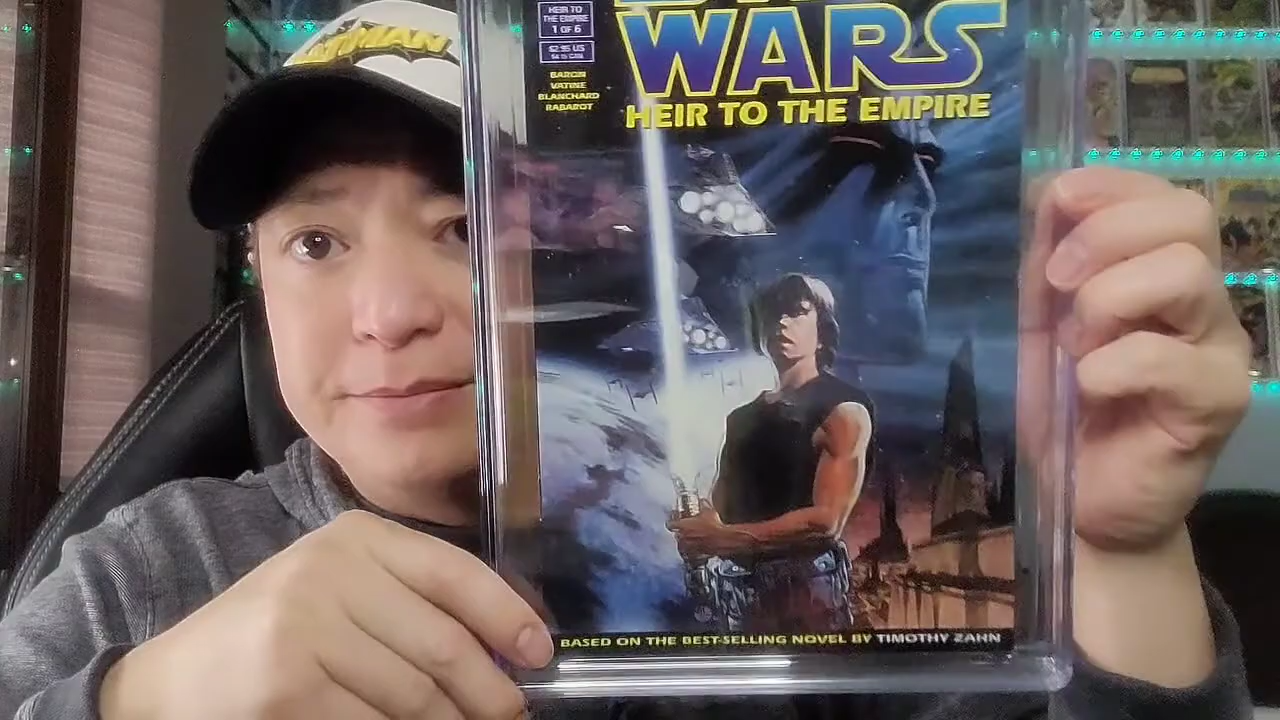 BATMAN
HEIR TO
THE EMPIRE
1 OF 6
$2.95 US
BARON
VATINE
BLANCHARD
RABAROT
WARS
HEIR TO THE EMPIRE
BASED ON THE BEST-SELLING NOVEL BY TIMOTHY ZAHN